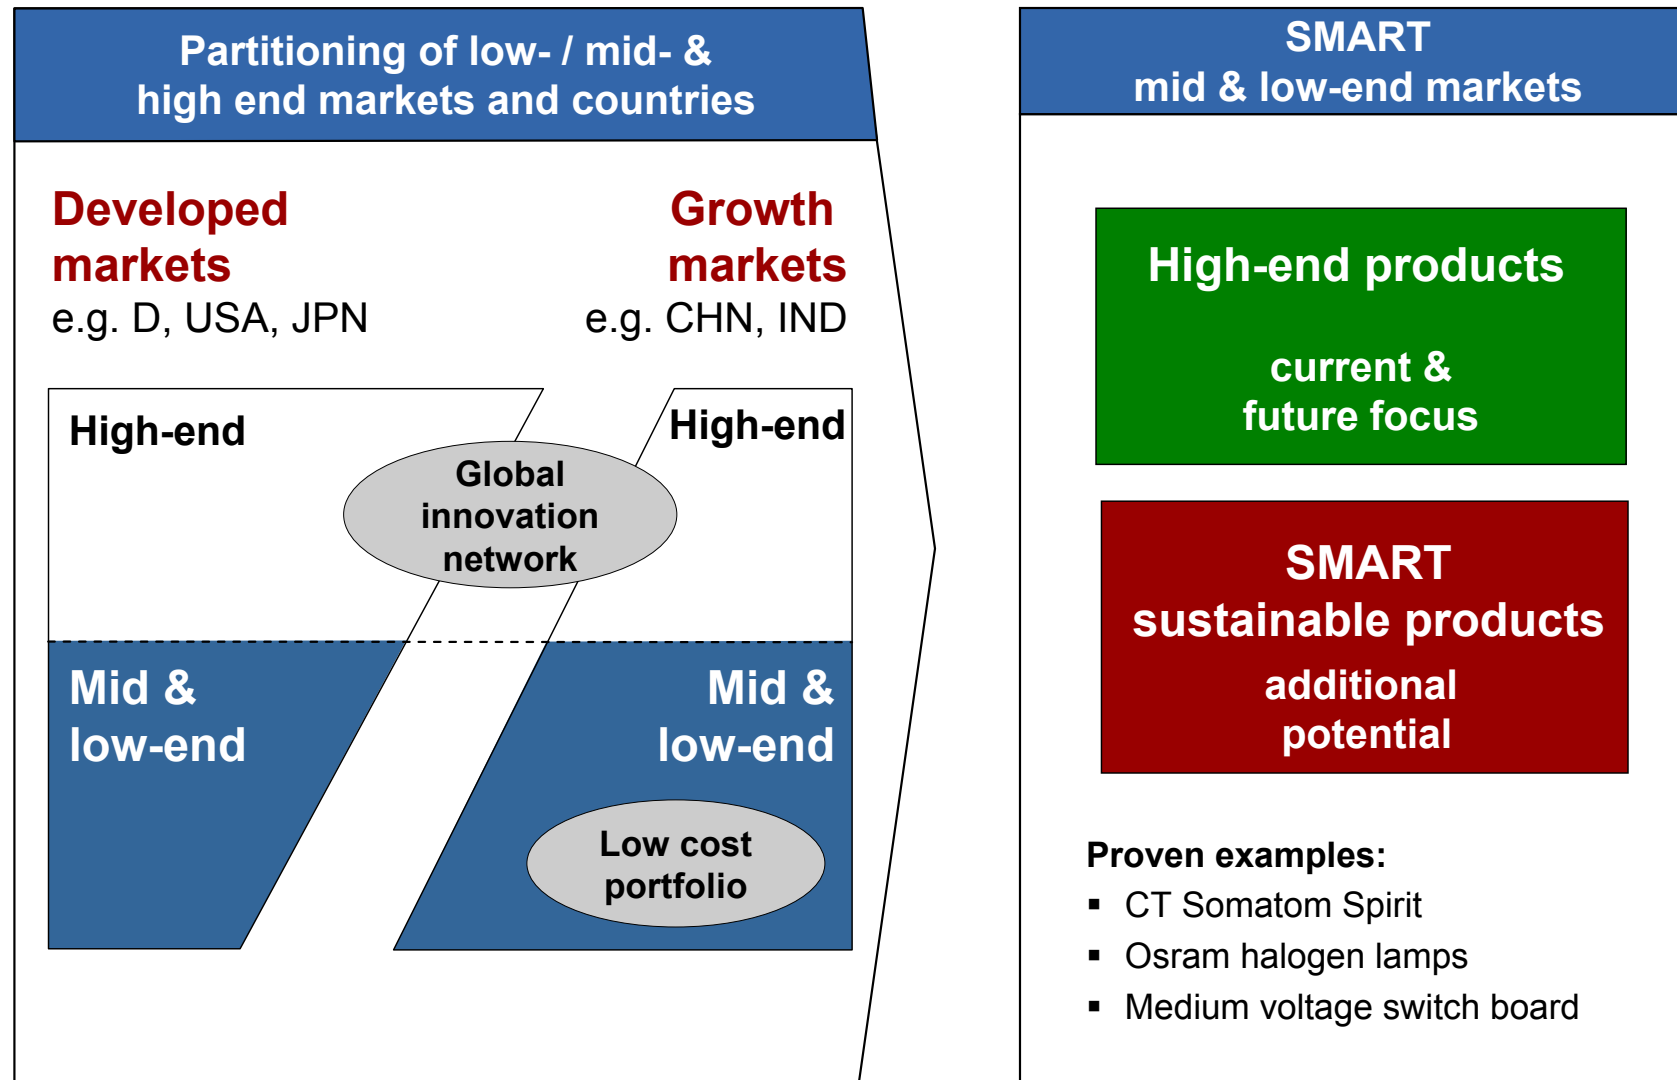 Partitioning of low- / mid- &
high end markets and countries
Developed
markets
e.g. D, USA, JPN
Growth
markets
e.g. CHN, IND
High-end
High-end
Global
innovation
network
Mid &
low-end
Mid &
low-end
Low cost
portfolio
SMART
mid & low-end markets
High-end products
current &
future focus
SMART
sustainable products
additional
potential
Proven examples:
▪ CT Somatom Spirit
▪ Osram halogen lamps
▪ Medium voltage switch board